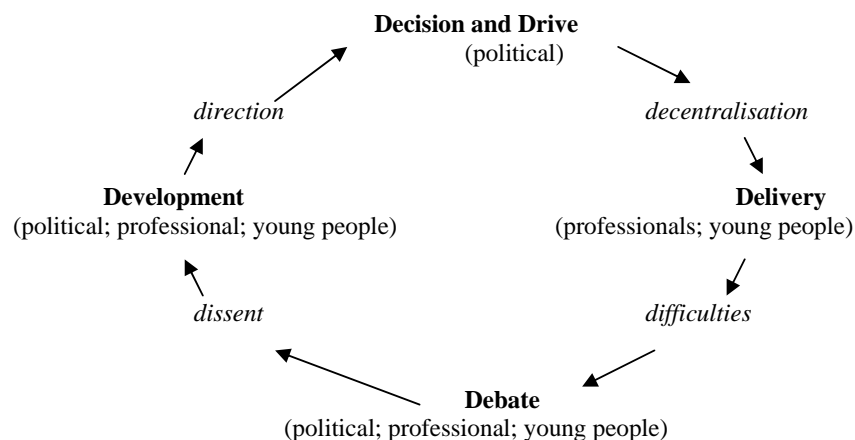 Decision and Drive
(political)
direction
decentralisation
Development
Delivery
(political; professional; young people)
(professionals; young people)
dissent
difficulties
Debate
(political; professional; young people)